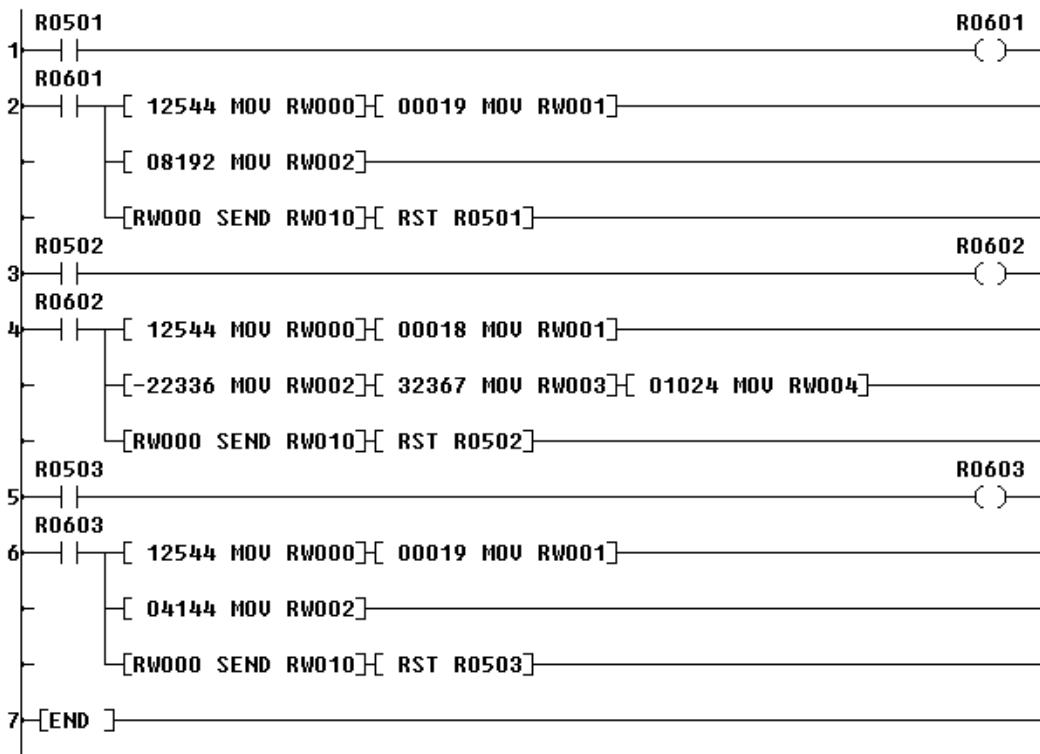 R0501 R0601
1
R0601
2 [ 12544 MOV RW000][ 00019 MOV RW001]
[ 08192 MOV RW002]
[RW000 SEND RW010][ RST R0501]
R0502 R0602
3
R0602
4 [ 12544 MOV RW000][ 00018 MOV RW001]
[-22336 MOV RW002][ 32367 MOV RW003][ 01024 MOV RW004]
[RW000 SEND RW010][ RST R0502]
R0503 R0603
5
R0603
6 [ 12544 MOV RW000][ 00019 MOV RW001]
[ 04144 MOV RW002]
[RW000 SEND RW010][ RST R0503]
7 [END ]